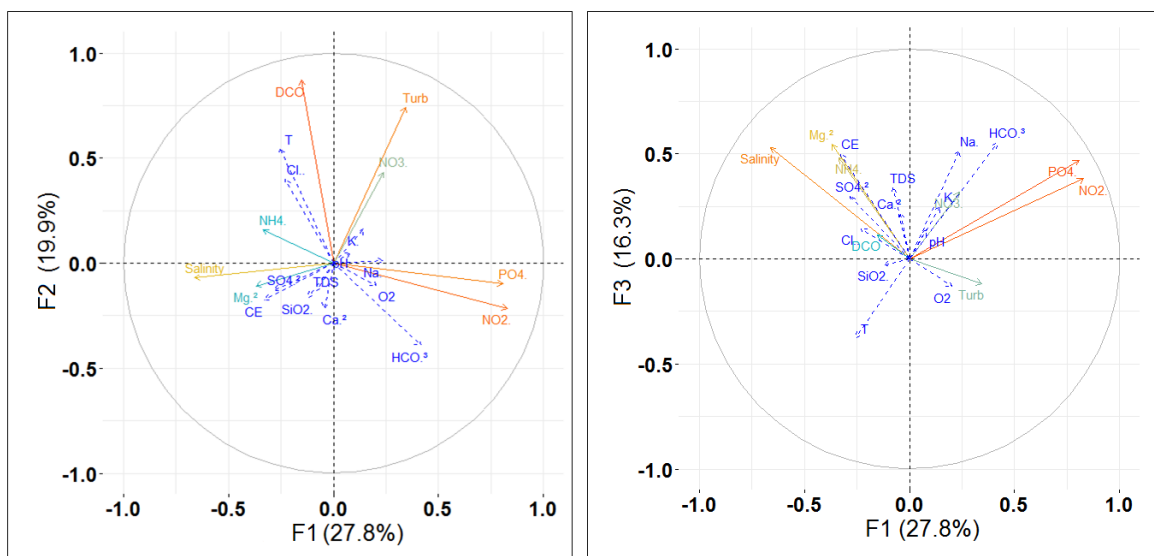 1.0
DCO
Turb
T
0.5
Cl..
NO3.
NH4.
K
F2 (19.9%)
0.0
pH
Salinity
SO4.²
TDS
Na.
PO4.
Mg.²
O2
CE
SiO2.
Ca.²
NO2.
HCO.³
-0.5
-1.0
-1.0
-0.5
0.0
0.5
1.0
F1 (27.8%)
1.0
Mg.²
CE
Na.
HCO.³
0.5
Salinity
NH4
PO4.
TDS
SO4.²
K.
NO2.
Ca.²
NO3.
Cl
pH
DCO
F3 (16.3%)
0.0
SiO2.
O2
Turb
T
-0.5
-1.0
-1.0
-0.5
0.0
0.5
1.0
F1 (27.8%)